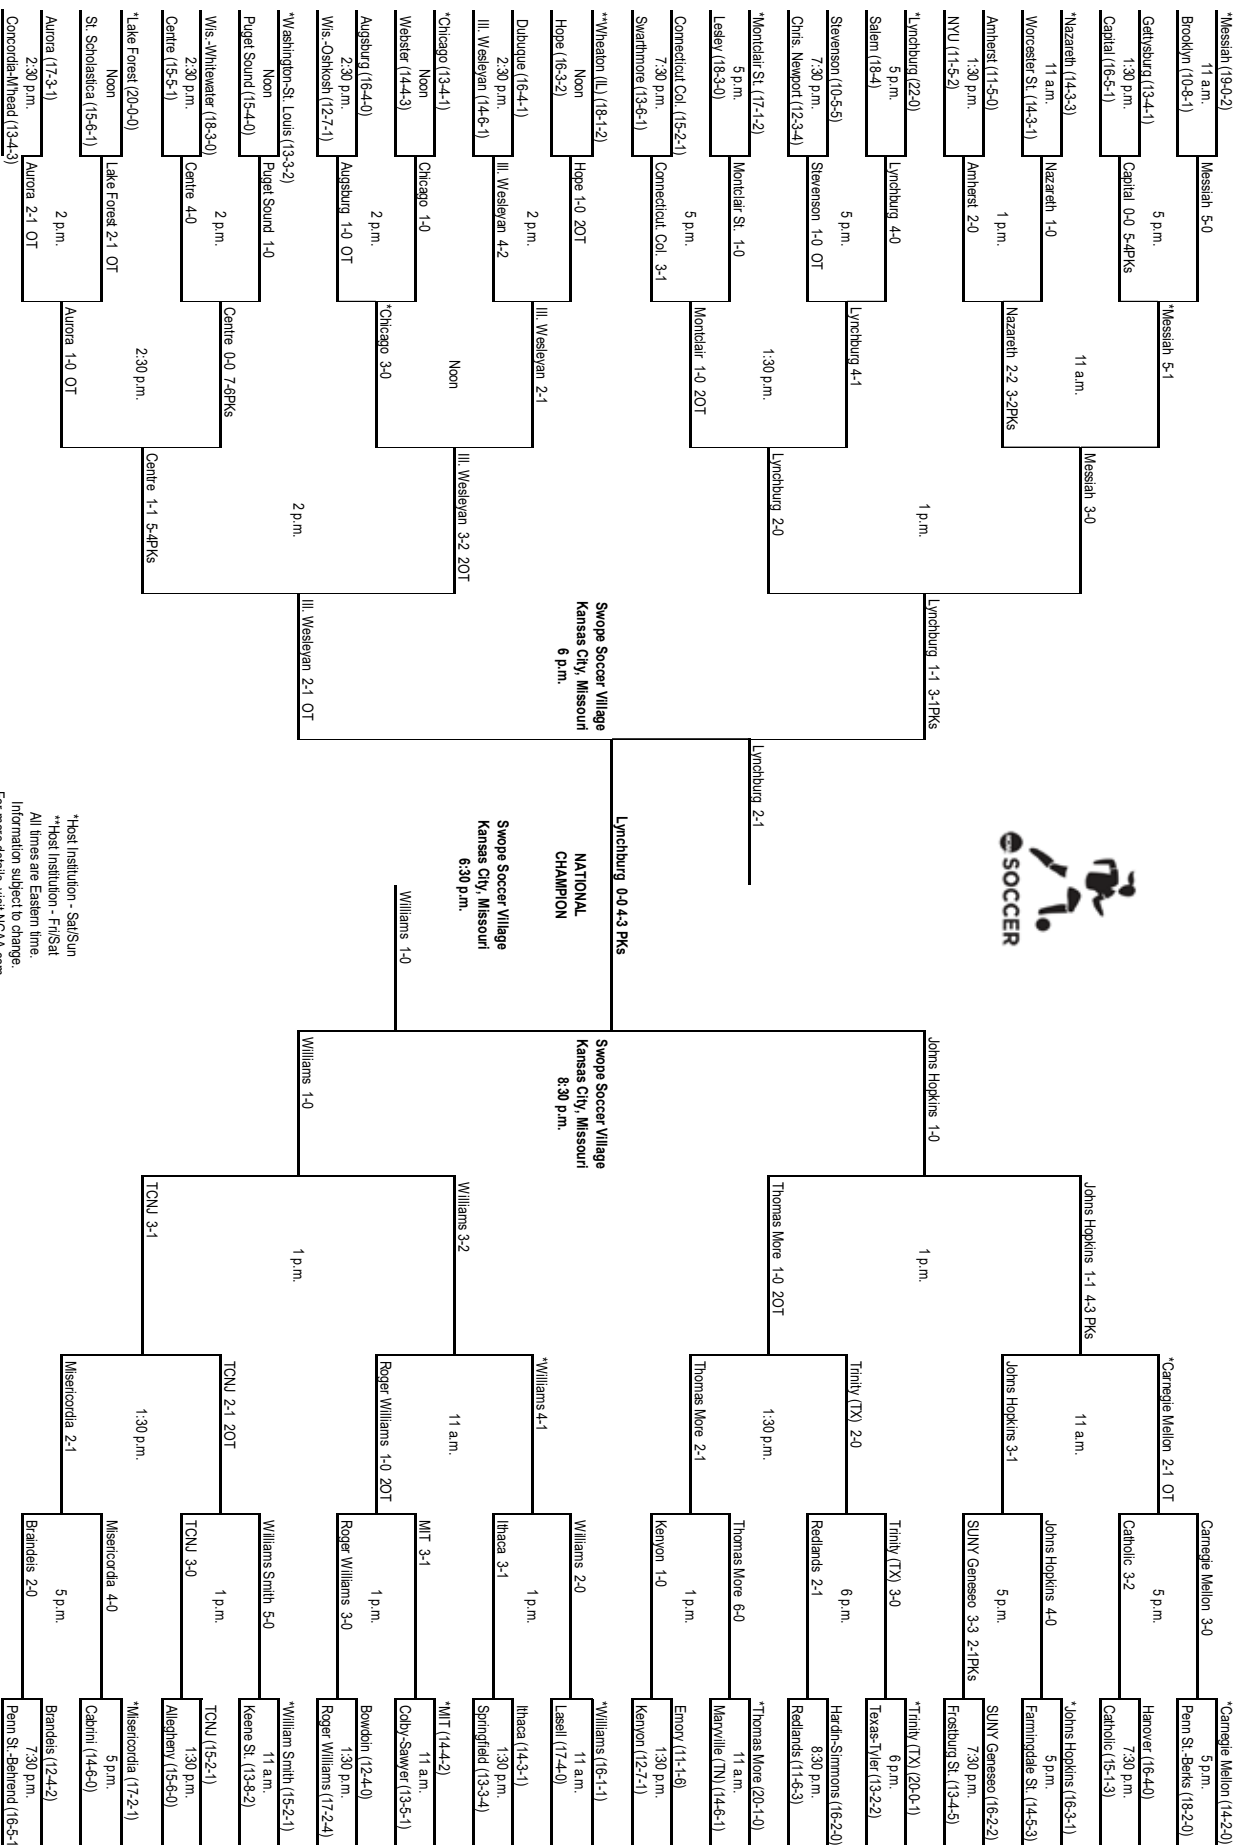 *Messiah (19-0-2)
11 a.m.
Brooklyn (10-8-1)
Gettysburg (13-4-1)
1:30 p.m.
Capital (16-5-1)
*Nazareth (14-3-3)
11 a.m.
Worcester St. (14-3-1)
Amherst (11-5-0)
1:30 p.m.
NYU (11-5-2)
*Lynchburg (22-0)
5 p.m.
Salem (18-4)
Stevenson (10-5-5)
7:30 p.m.
Chris. Newport (12-3-4)
*Montclair St. (17-1-2)
5 p.m.
Lesley (18-3-0)
Connecticut Col. (15-2-1)
7:30 p.m.
Swarthmore (13-6-1)
**Wheaton (IL) (18-1-2)
Noon
Hope (16-3-2)
Dubuque (16-4-1)
2:30 p.m.
Ill. Wesleyan (14-6-1)
*Chicago (13-4-1)
Noon
Webster (14-4-3)
Augsburg (16-4-0)
2:30 p.m.
Wis.-Oshkosh (12-7-1)
*Washington-St. Louis (13-3-2)
Noon
Puget Sound (15-4-0)
Wis.-Whitewater (18-3-0)
2:30 p.m.
Centre (15-5-1)
*Lake Forest (20-0-0)
Noon
St. Scholastica (15-6-1)
Aurora (17-3-1)
2:30 p.m.
Concordia-M'head (13-4-3)
Messiah 5-0
5 p.m.
Capital 0-0 5-4PKs
Nazareth 1-0
1 p.m.
Amherst 2-0
Lynchburg 4-0
5 p.m.
Stevenson 1-0 OT
Montclair St. 1-0
5 p.m.
Connecticut. Col. 3-1
Hope 1-0 2OT
2 p.m.
Ill. Wesleyan 4-2
Chicago 1-0
2 p.m.
Augsburg 1-0 OT
Puget Sound 1-0
2 p.m.
Centre 4-0
Lake Forest 2-1 OT
2 p.m.
Aurora 2-1 OT
*Messiah 5-1
11 a.m.
Nazareth 2-2 3-2PKs
Lynchburg 4-1
1:30 p.m.
Montclair 1-0 2OT
Ill. Wesleyan 2-1
Noon
*Chicago 3-0
Centre 0-0 7-6PKs
2:30 p.m.
Aurora 1-0 OT
Messiah 3-0
1 p.m.
Lynchburg 2-0
Ill. Wesleyan 3-2 2OT
2 p.m.
Centre 1-1 5-4PKs
Lynchburg 1-1 3-1PKs
Swope Soccer Village
Kansas City, Missouri
6 p.m.
Ill. Wesleyan 2-1 OT
SOCCER
Lynchburg 2-1
Lynchburg 0-0 4-3 PKs
NATIONAL
CHAMPION
Swope Soccer Village
Kansas City, Missouri
6:30 p.m.
Williams 1-0
*Host Institution - Sat/Sun
**Host Institution - Fri/Sat
All times are Eastern time.
Information subject to change.
Johns Hopkins 1-0
Swope Soccer Village
Kansas City, Missouri
8:30 p.m.
Williams 1-0
Johns Hopkins 1-1 4-3 PKs
1 p.m.
Thomas More 1-0 2OT
Williams 3-2
1 p.m.
TCNJ 3-1
*Carnegie Mellon 2-1 OT
11 a.m.
Johns Hopkins 3-1
Trinity (TX) 2-0
1:30 p.m.
Thomas More 2-1
*Williams 4-1
11 a.m.
Roger Williams 1-0 2OT
TCNJ 2-1 2OT
1:30 p.m.
Misericordia 2-1
Carnegie Mellon 3-0
5 p.m.
Catholic 3-2
Johns Hopkins 4-0
5 p.m.
SUNY Geneseo 3-3 2-1PKs
Trinity (TX) 3-0
6 p.m.
Redlands 2-1
Thomas More 6-0
1 p.m.
Kenyon 1-0
Williams 2-0
1 p.m.
Ithaca 3-1
MIT 3-1
1 p.m.
Roger Williams 3-0
Williams Smith 5-0
1 p.m.
TCNJ 3-0
Misericordia 4-0
5 p.m.
Braindeis 2-0
*Carnegie Mellon (14-2-0)
5 p.m.
Penn St.-Berks (18-2-0)
Hanover (16-4-0)
7:30 p.m.
Catholic (15-1-3)
*Johns Hopkins (16-3-1)
5 p.m.
Farmingdale St. (14-5-3)
SUNY Geneseo (16-2-2)
7:30 p.m.
Frostburg St. (13-4-5)
*Trinity (TX) (20-0-1)
6 p.m.
Texas-Tyler (13-2-2)
Hardin-Simmons (16-2-0)
8:30 p.m.
Redlands (11-6-3)
*Thomas More (20-1-0)
11 a.m.
Maryville (TN) (14-6-1)
Emory (11-1-6)
1:30 p.m.
Kenyon (12-7-1)
*Williams (16-1-1)
11 a.m.
Lasell (17-4-0)
Ithaca (14-3-1)
1:30 p.m.
Springfield (13-3-4)
*MIT (14-4-2)
11 a.m.
Colby-Sawyer (13-5-1)
Bowdoin (12-4-0)
1:30 p.m.
Roger Williams (17-2-4)
*William Smith (15-2-1)
11 a.m.
Keene St. (13-8-2)
TCNJ (15-2-1)
1:30 p.m.
Allegheny (15-6-0)
*Misericordia (17-2-1)
5 p.m.
Cabrini (14-6-0)
Brandeis (12-4-2)
7:30 p.m.
Penn St.-Behrend (16-5-1